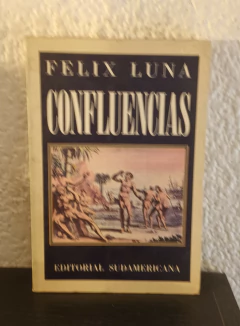 FELIX LUNA
CONFLUENCIAS
EDITORIAL SUDAMERICANA